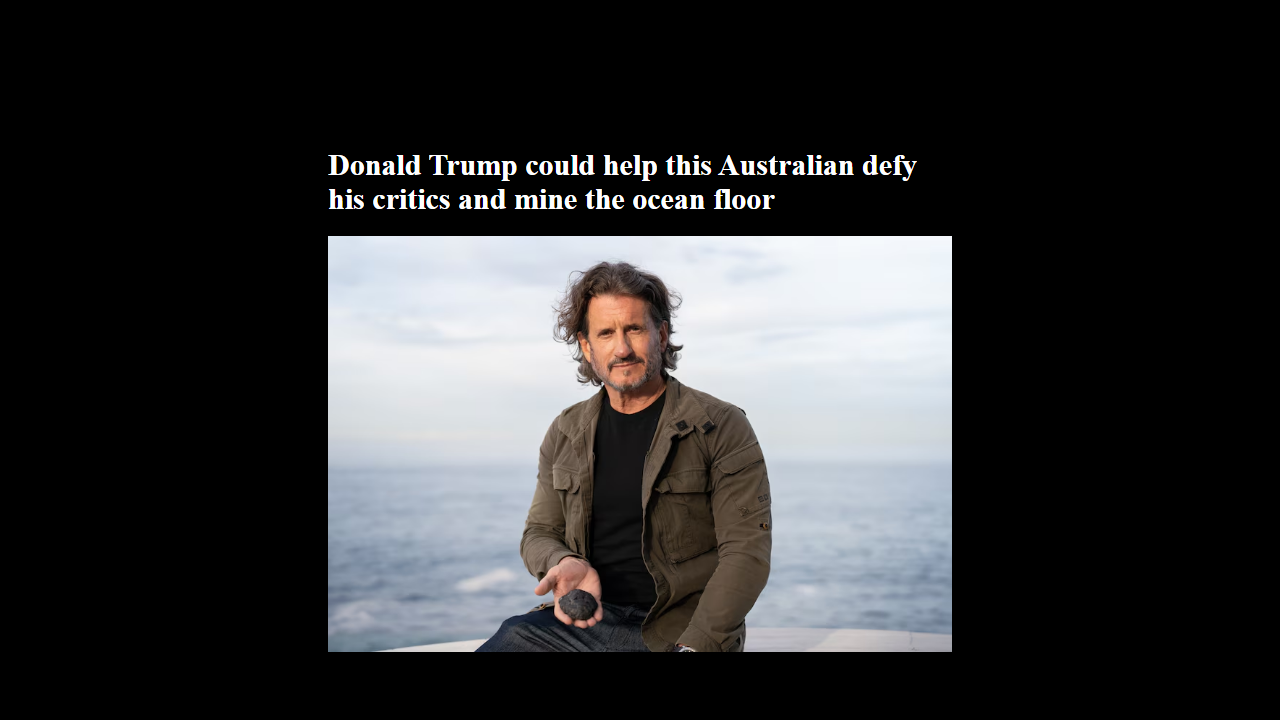 Donald Trump could help this Australian defy
his critics and mine the ocean floor